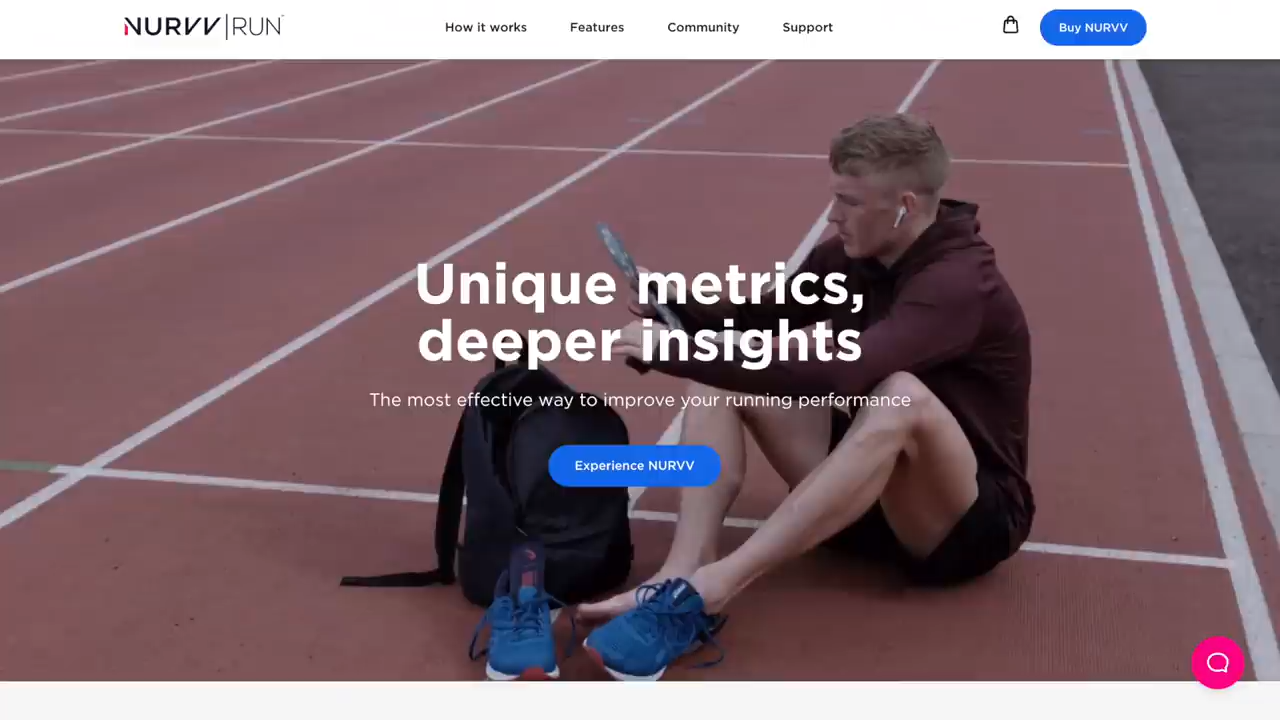 NURVV|RUN
How it works
Features
Community
Support
Buy NURVV
Unique metrics,
deeper insights
The most effective way to improve your running performance
Experience NURVV